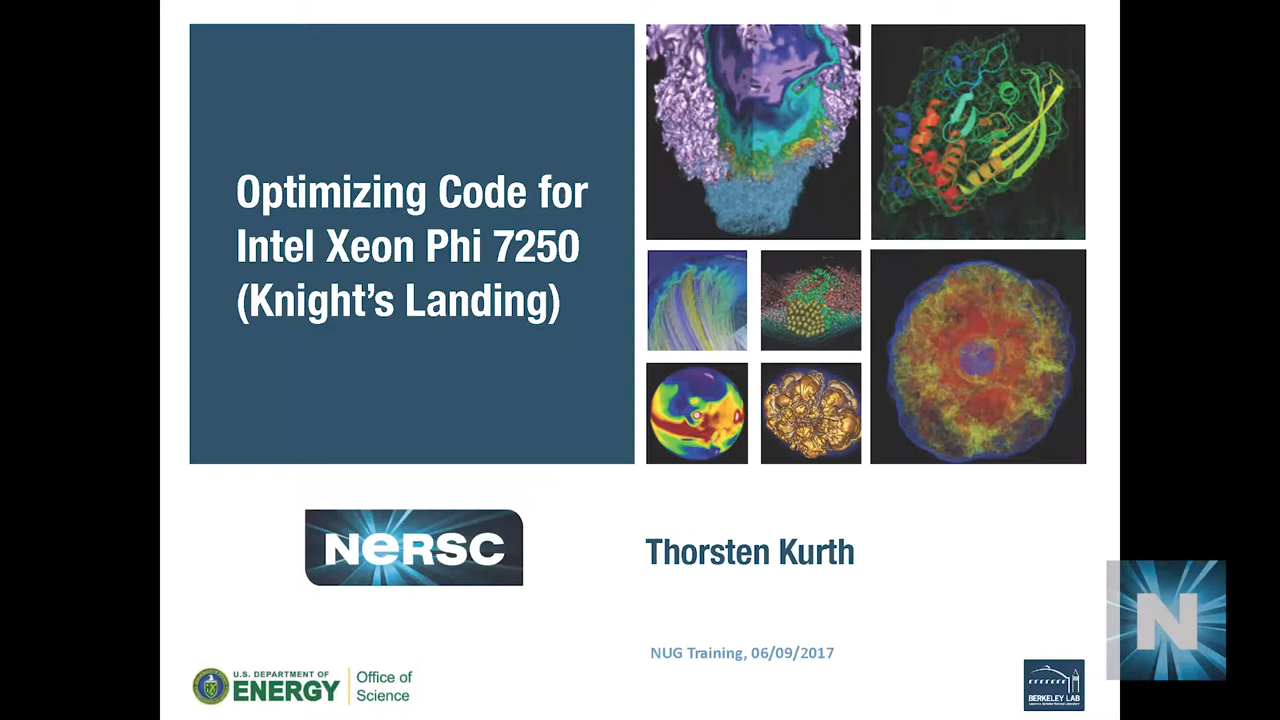 Optimizing Code for
Intel Xeon Phi 7250
(Knight's Landing)
NERSC
Thorsten Kurth
NUG Training, 06/09/2017
U.S. DEPARTMENT OF
ENERGY
Office of
Science
BERKELEY LAB
N